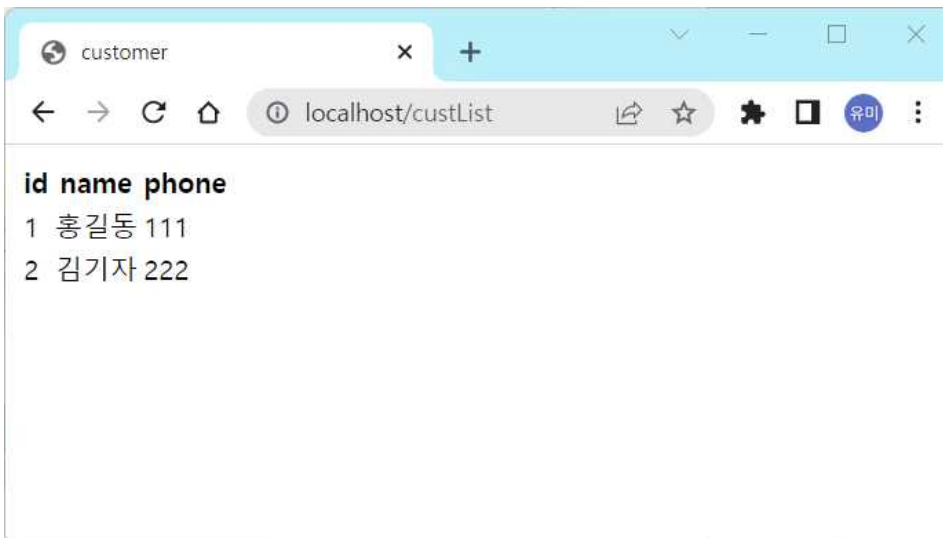 customer
localhost/custList
유미
id name phone
1 홍길동 111
2 김기자 222